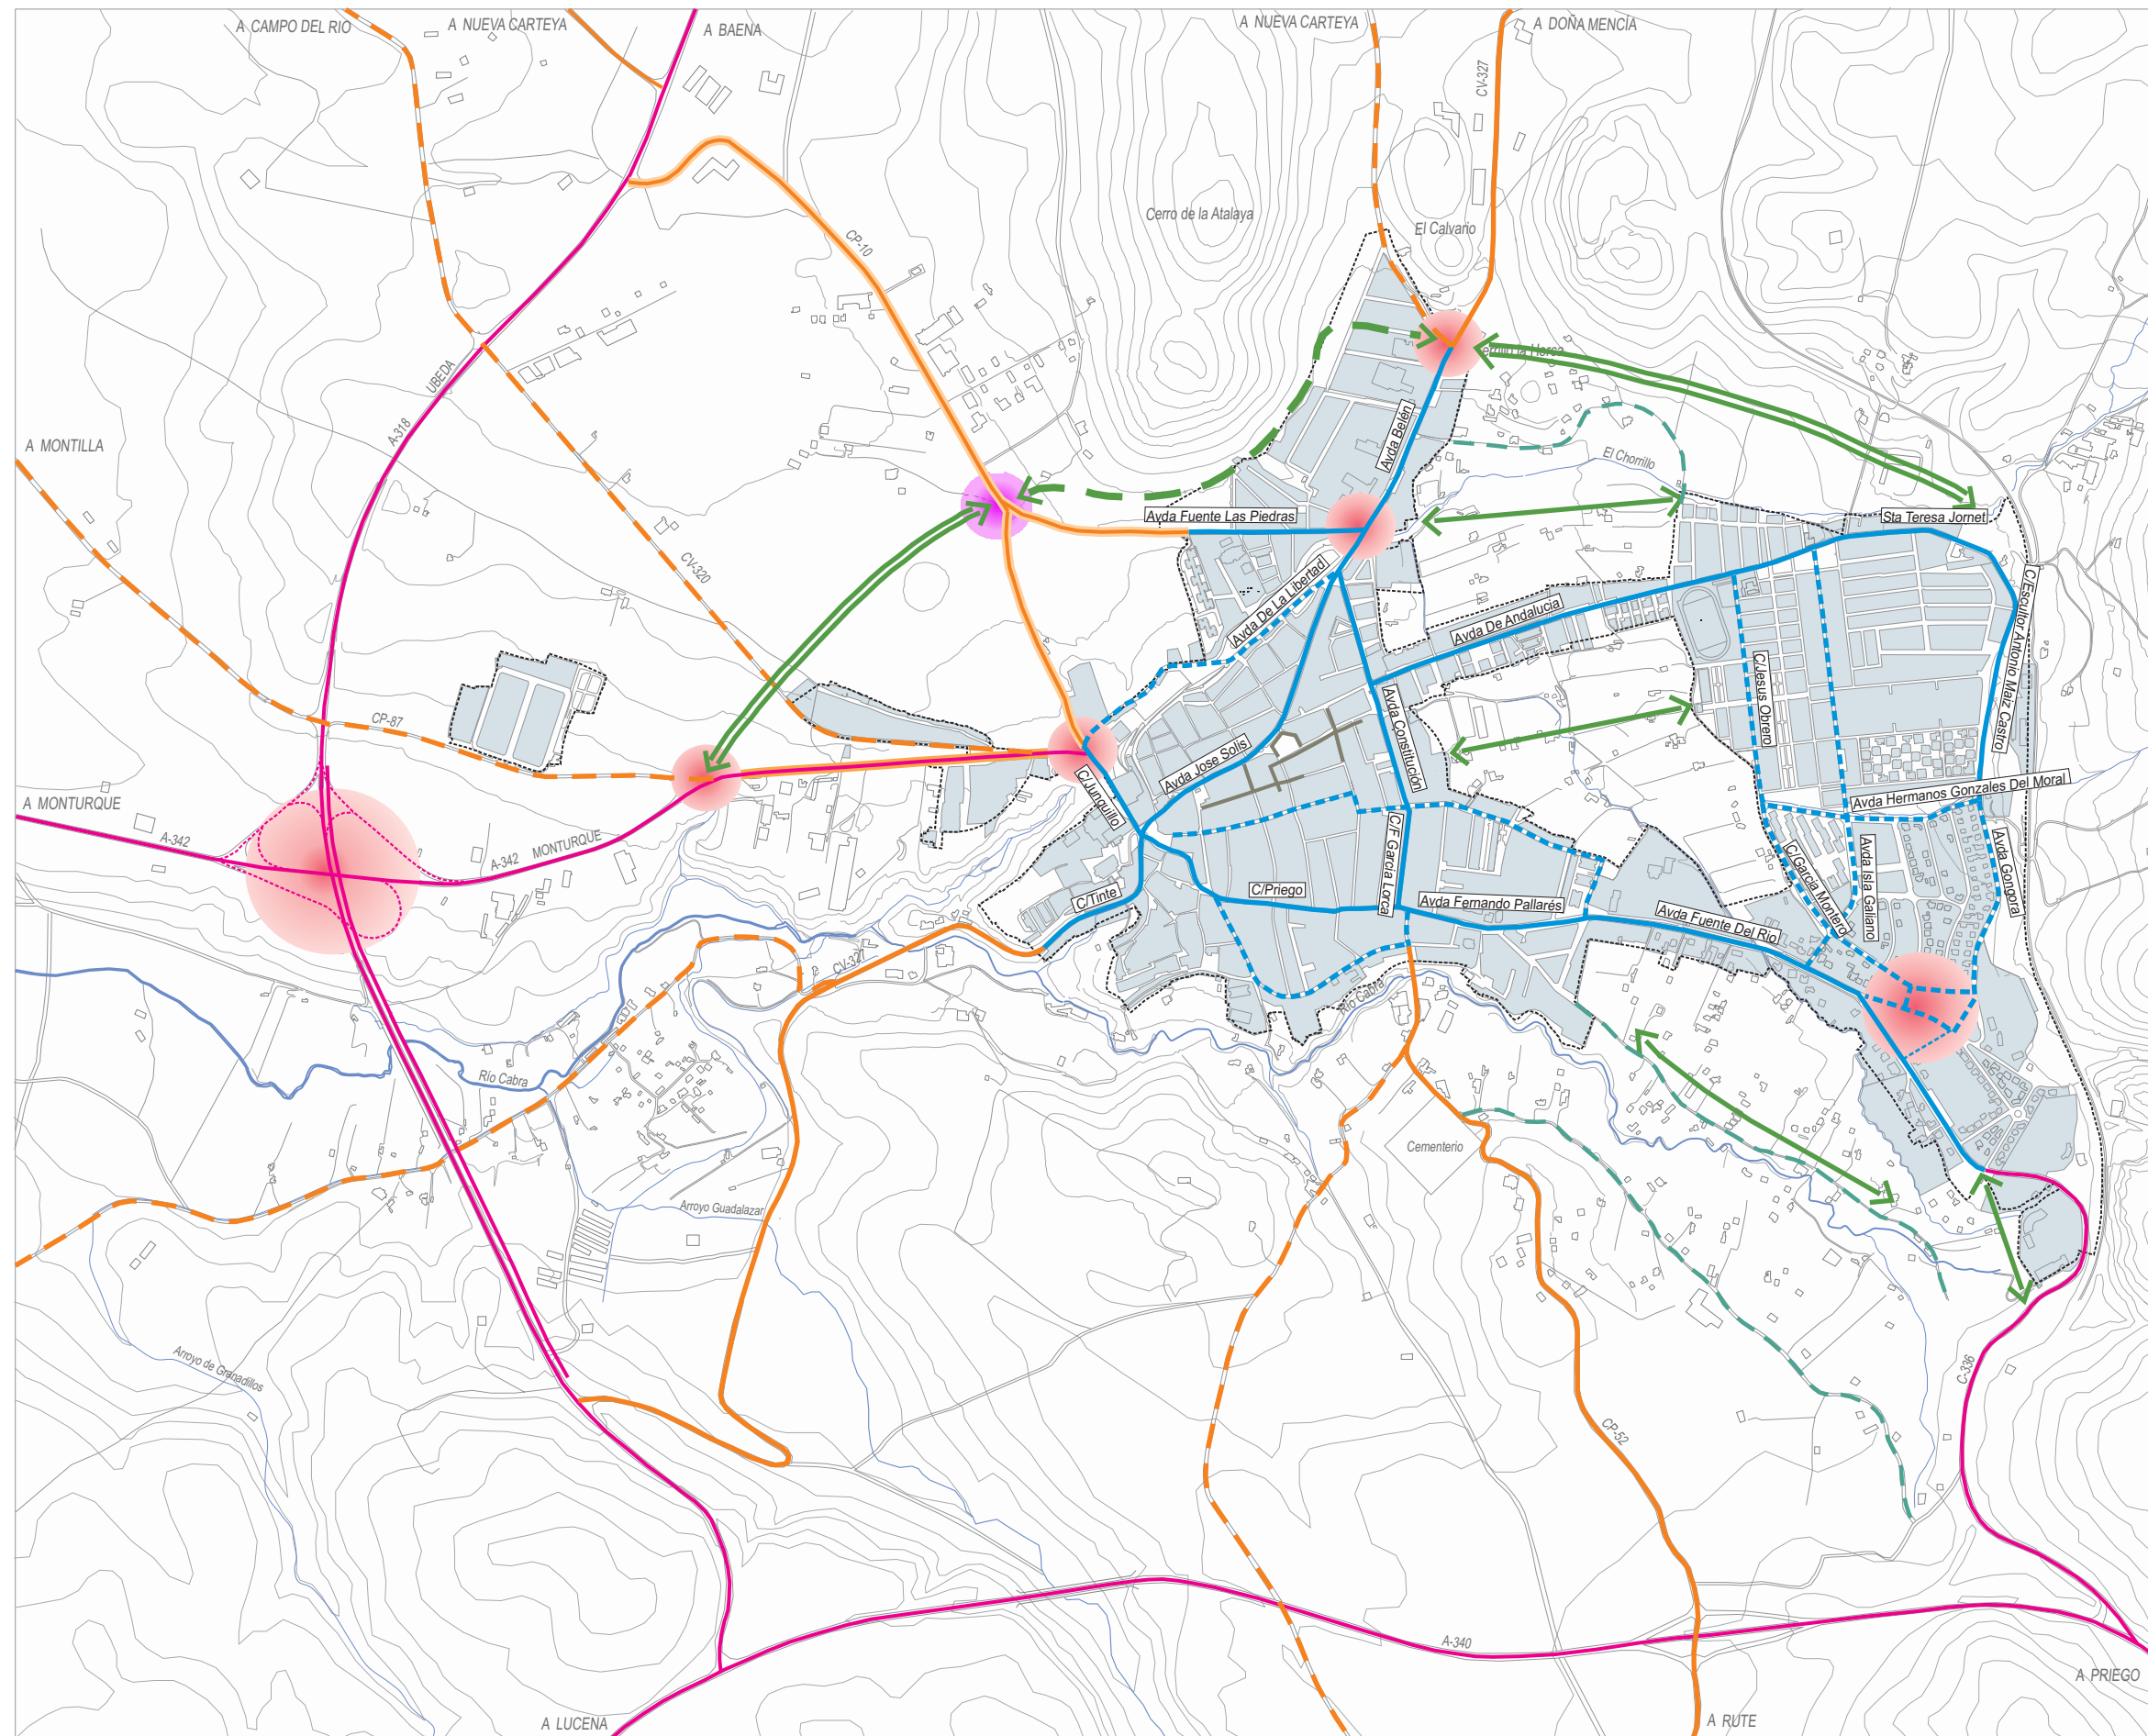 A CAMPO DEL RIO
A NUEVA CARTEYA
A BAENA
A NUEVA CARTEYA
A DOÑA MENCÍA
CV-327
Cerro de la Atalaya
El Calvario
CP-10
UBEDA
A-318
A MONTILLA
Avda Belén
El Chorrillo
Avda Fuente Las Piedras
Sta Teresa Jornet
CV-320
Avda De La Libertad
C/Escultor Antonio Maiz Castro
Avda De Andalucia
C/Jesus Obrero
Avda Constitución
CP-87
Avda Jose Solis
C/Junquillo
Avda Hermanos Gonzales Del Moral
A MONTURQUE
A-342
A-342 MONTURQUE
C/F Garcia Lorca
C/Garcia Montero
Avda Isla Galiano
Avda Gongora
C/Tinte
C/Priego
Avda Fernando Pallarés
Avda Fuente Del Rio
CV-327
Río Cabra
Río Cabra
Cementerio
Arroyo Guadalazar
Arroyo de Granadillos
C-336
CP-52
A-340
A PRIEGO
A LUCENA
A RUTE